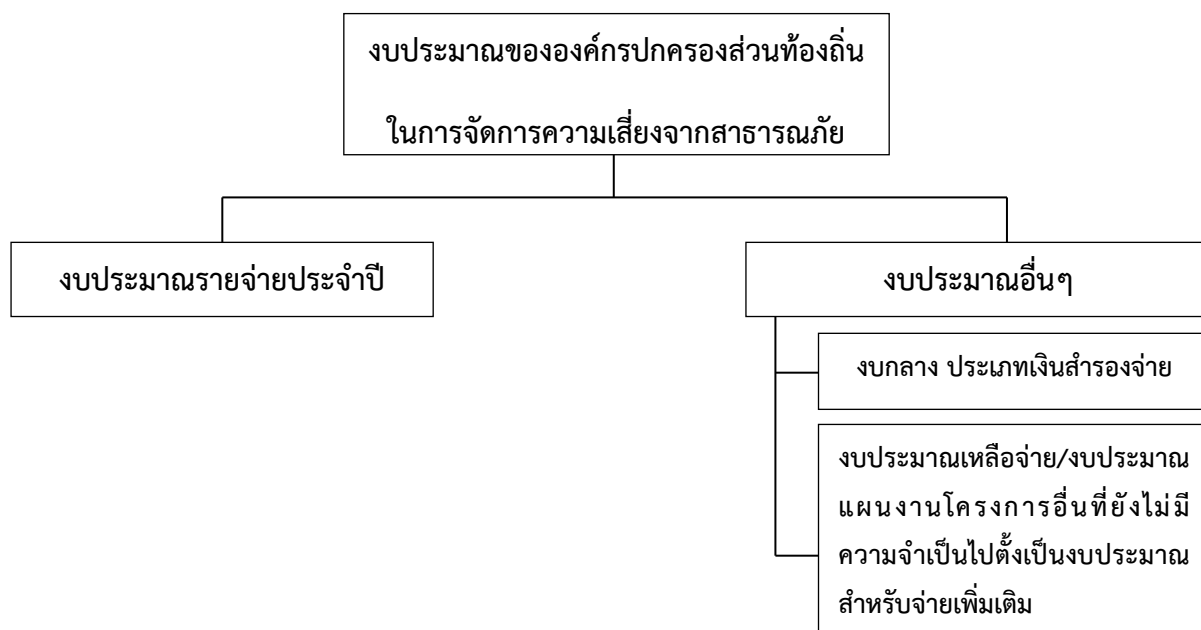 งบประมาณขององค์กรปกครองส่วนท้องถิ่น
ในการจัดการความเสี่ยงจากสาธารณภัย
งบประมาณรายจ่ายประจำปี
งบประมาณอื่นๆ
งบกลาง ประเภทเงินสำรองจ่าย
งบประมาณเหลือจ่าย/งบประมาณ
แผนงานโครงการอื่นที่ยังไม่มี
ความจำเป็นไปตั้งเป็นงบประมาณ
สำหรับจ่ายเพิ่มเติม